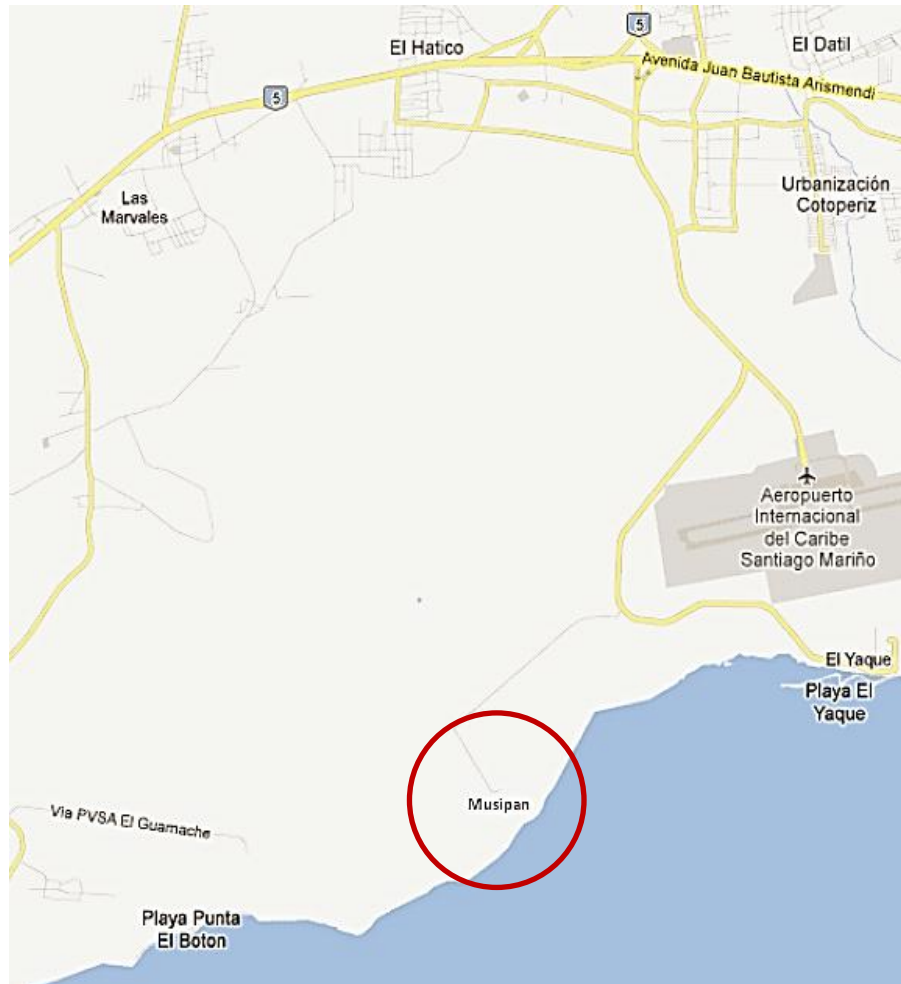 5
El Hatico
El Datil
Avenida Juan Bautista Arismendi
5
Las
Marvales
Urbanización
Cotoperiz
Aeropuerto
Internacional
del Caribe
Santiago Mariño
El Yaque
Playa El
Yaque
Musipan
Via PVSA El Guamache
Playa Punta
El Boton